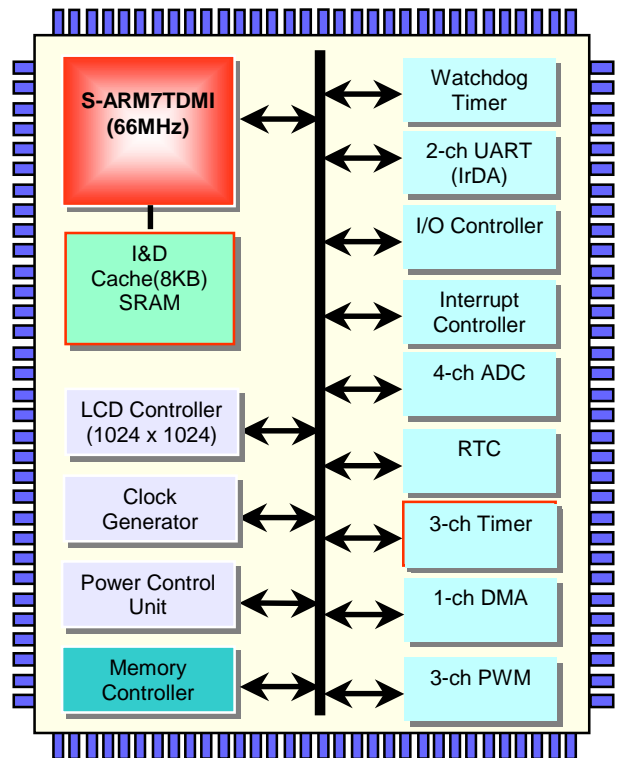 S-ARM7TDMI
(66MHz)
I&D
Cache(8KB)
SRAM
LCD Controller
(1024 x 1024)
Clock
Generator
Power Control
Unit
Memory
Controller
Watchdog
Timer
2-ch UART
(IrDA)
I/O Controller
Interrupt
Controller
4-ch ADC
RTC
3-ch Timer
1-ch DMA
3-ch PWM